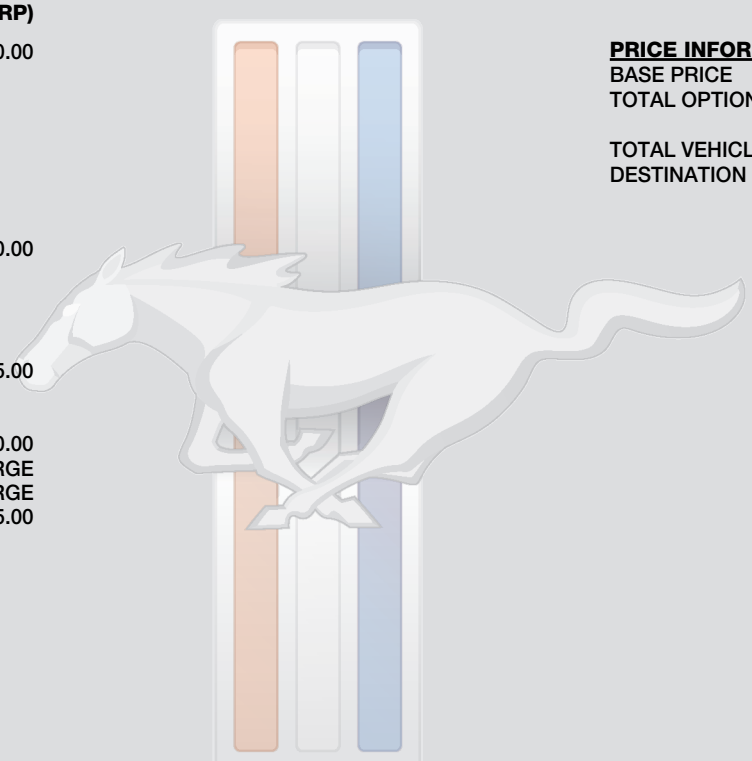 RP)
0.00
0.00
5.00
0.00
RGE
RGE
5.00
PRICE INFOR
BASE PRICE
TOTAL OPTION
TOTAL VEHICL
DESTINATION